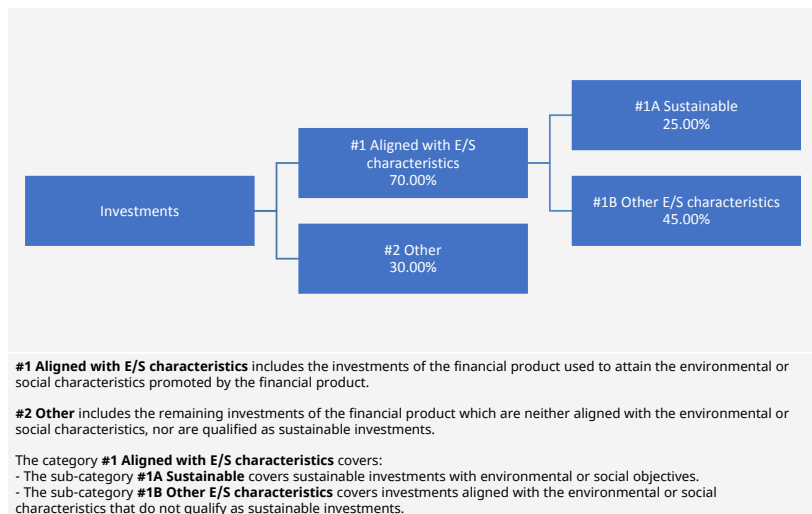 #1A Sustainable
25.00%
#1 Aligned with E/S
characteristics
70.00%
Investments
#1B Other E/S characteristics
45.00%
#2 Other
30.00%
#1 Aligned with E/S characteristics includes the investments of the financial product used to attain the environmental or
social characteristics promoted by the financial product.
#2 Other includes the remaining investments of the financial product which are neither aligned with the environmental or
social characteristics, nor are qualified as sustainable investments.
The category #1 Aligned with E/S characteristics covers:
- The sub-category #1A Sustainable covers sustainable investments with environmental or social objectives.
- The sub-category #1B Other E/S characteristics covers investments aligned with the environmental or social
characteristics that do not qualify as sustainable investments.